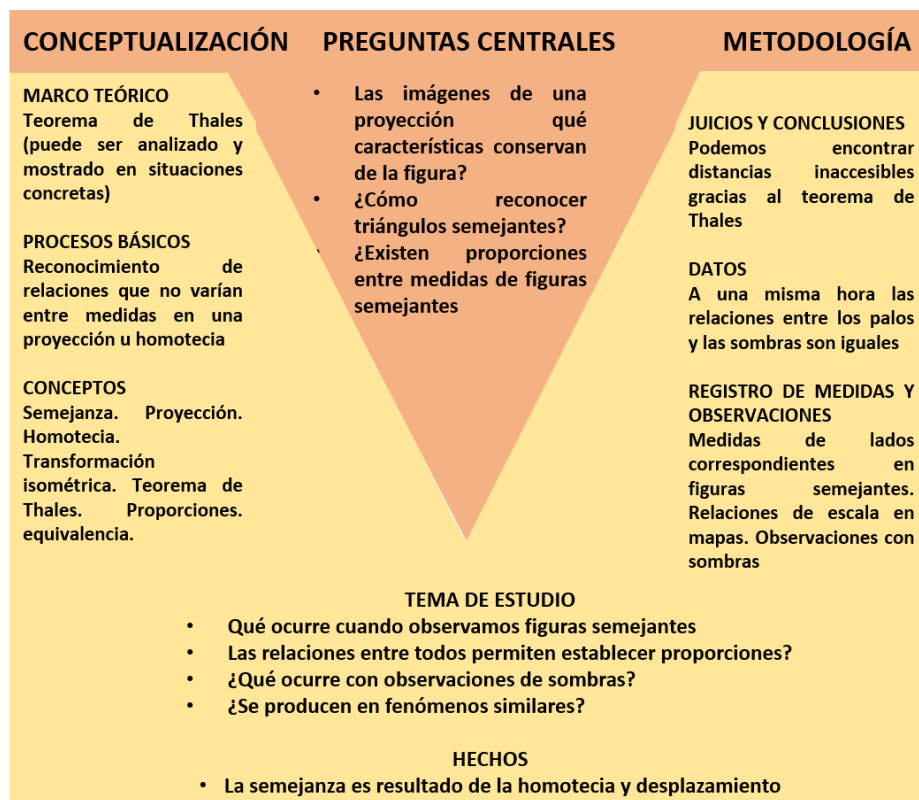 CONCEPTUALIZACIÓN
PREGUNTAS CENTRALES
METODOLOGÍA
MARCO TEÓRICO
Teorema de Thales
(puede ser analizado y
mostrado en situaciones
concretas)
PROCESOS BÁSICOS
Reconocimiento de
relaciones que no varían
entre medidas en una
proyección u homotecia
CONCEPTOS
Semejanza. Proyección.
Homotecia.
Transformación
isométrica. Teorema de
Thales. Proporciones.
equivalencia.
• Las imágenes de una
proyección qué
características conservan
de la figura?
• ¿Cómo reconocer
triángulos semejantes?
• ¿Existen proporciones
entre medidas de figuras
semejantes
JUICIOS Y CONCLUSIONES
Podemos encontrar
distancias inaccesibles
gracias al teorema de
Thales
DATOS
A una misma hora las
relaciones entre los palos
y las sombras son iguales
REGISTRO DE MEDIDAS Y
OBSERVACIONES
Medidas de lados
correspondientes en
figuras semejantes.
Relaciones de escala en
mapas. Observaciones con
sombras
TEMA DE ESTUDIO
• Qué ocurre cuando observamos figuras semejantes
• Las relaciones entre todos permiten establecer proporciones?
• ¿Qué ocurre con observaciones de sombras?
• ¿Se producen en fenómenos similares?
HECHOS
• La semejanza es resultado de la homotecia y desplazamiento